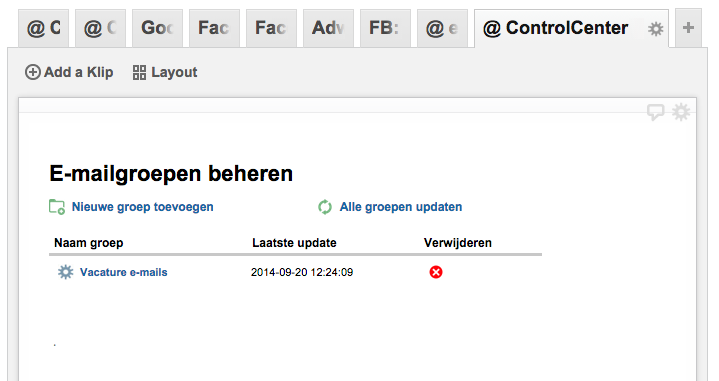 @ C @ C Goo Fac Fac Adv FB: @ e @ ControlCenter +
Add a Klip Layout
E-mailgroepen beheren
Nieuwe groep toevoegen Alle groepen updaten
Naam groep Laatste update Verwijderen
Vacature e-mails 2014-09-20 12:24:09
.